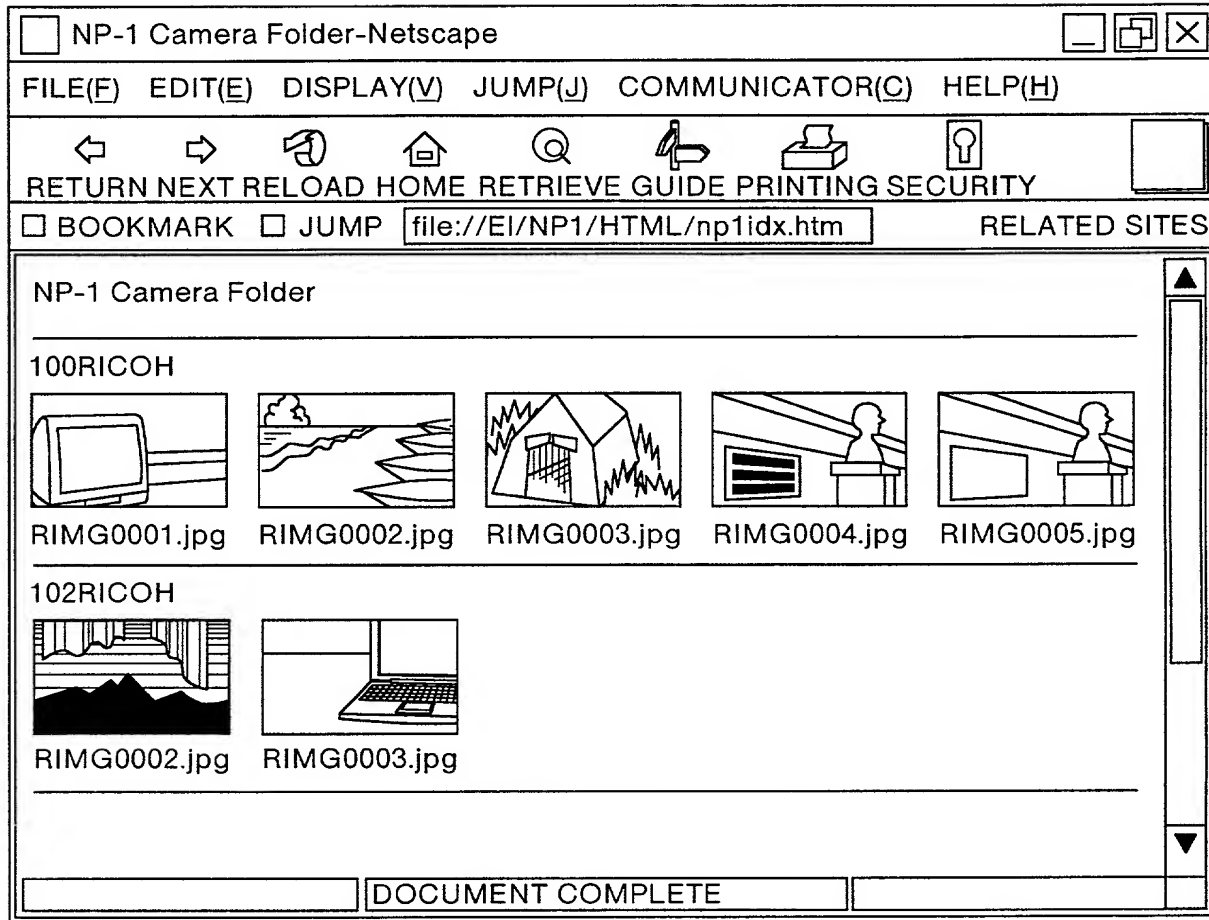 NP-1 Camera Folder-Netscape
FILE(F) EDIT(E) DISPLAY(V) JUMP(J) COMMUNICATOR(C) HELP(H)
RETURN NEXT RELOAD HOME RETRIEVE GUIDE PRINTING SECURITY
BOOKMARK JUMP file://EI/NP1/HTML/np1idx.htm RELATED SITES
NP-1 Camera Folder
100RICOH
RIMG0001.jpg RIMG0002.jpg RIMG0003.jpg RIMG0004.jpg RIMG0005.jpg
102RICOH
RIMG0002.jpg RIMG0003.jpg
DOCUMENT COMPLETE